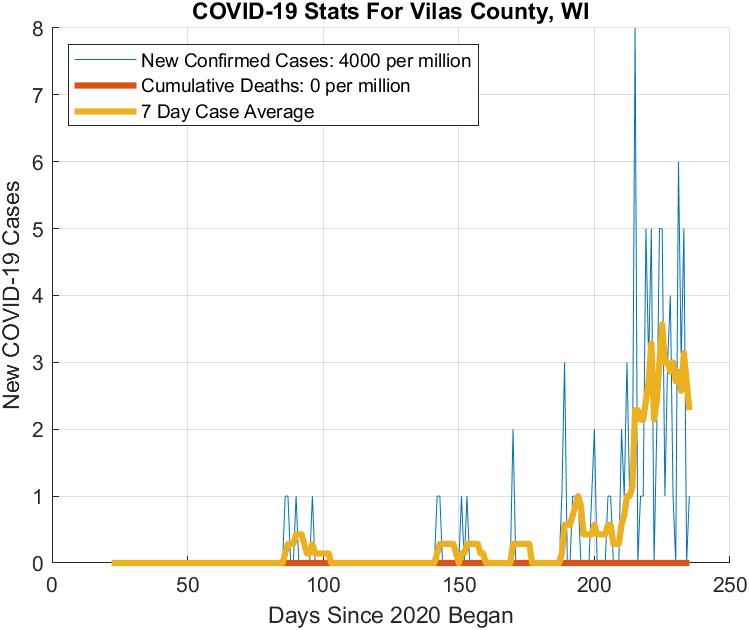 COVID-19 Stats For Vilas County, WI
New Confirmed Cases: 4000 per million
Cumulative Deaths: 0 per million
7 Day Case Average
New COVID-19 Cases
8
7
6
5
4
3
2
1
0
0 50 100 150 200 250
Days Since 2020 Began